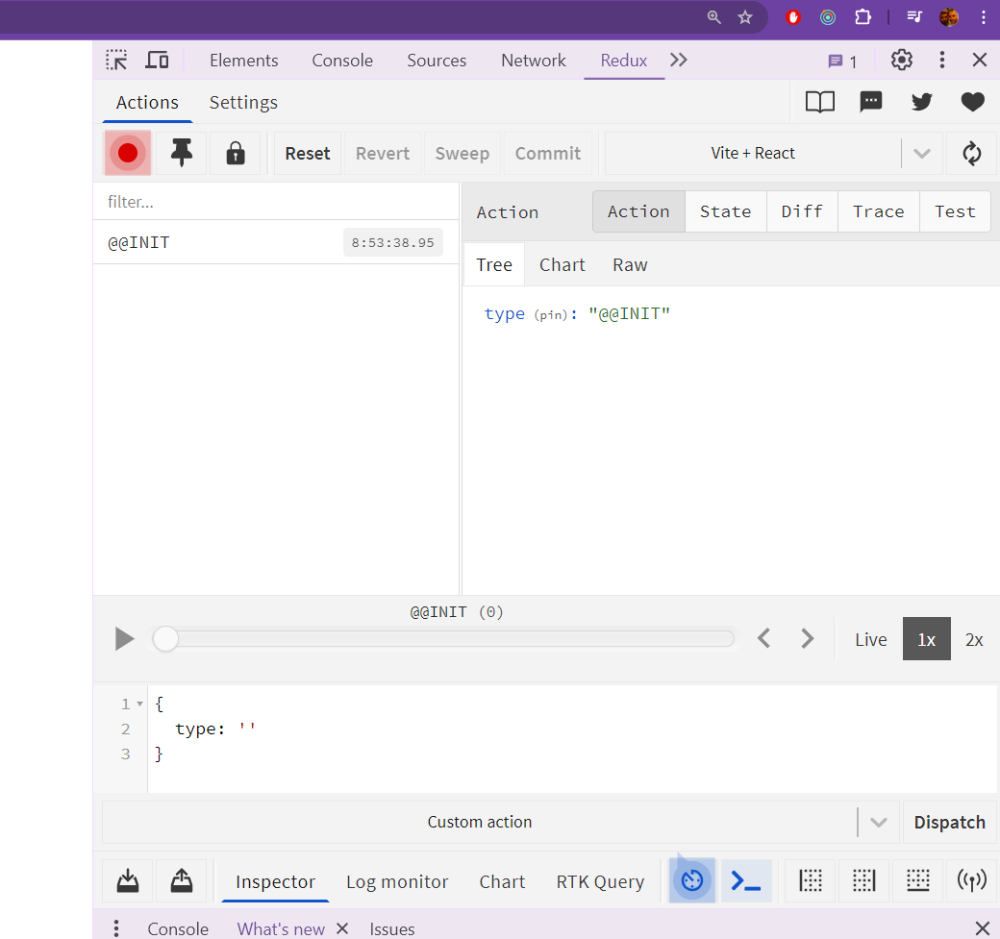 Elements Console Sources Network Redux 1
Actions Settings
Reset Revert Sweep Commit Vite + React
filter...
Action Action State Diff Trace Test
@@INIT 8:53:38.95
Tree Chart Raw
type (pin): "@@INIT"
@@INIT (0)
Live 1x 2x
1 {
2 type: ''
3 }
Custom action Dispatch
Inspector Log monitor Chart RTK Query
Console What's new Issues